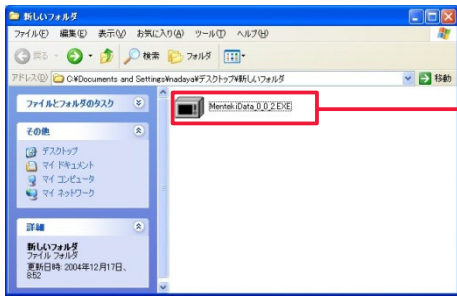 新しいフォルダ
ファイル(F) 編集(E) 表示(V) お気に入り(A) ツール(T) ヘルプ(H)
戻る 検索 フォルダ
アドレス(D) C:¥Documents and Settings¥nadaya¥デスクトップ¥新しいフォルダ 移動
ファイルとフォルダのタスク
MentekiData_0_0_2.EXE
その他
デスクトップ
マイ ドキュメント
マイ コンピュータ
マイ ネットワーク
詳細
新しいフォルダ
ファイル フォルダ
更新日時: 2004年12月17日、
8:52